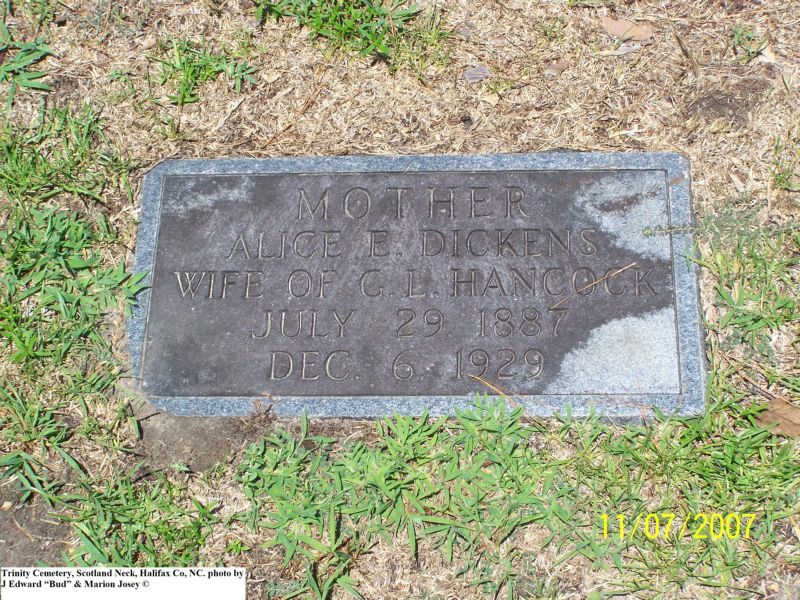 MOTHER
ALICE E. DICKENS
WIFE OF G. L. HANCOCK
JULY 29 1887
DEC. 6, 1929
11/07/2007
Trinity Cemetery, Scotland Neck, Halifax Co, NC. photo by
J Edward “Bud” & Marion Josey ©